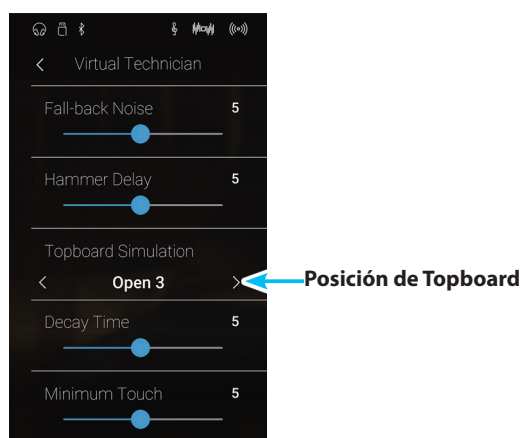 Virtual Technician
Fall-back Noise 5
Hammer Delay 5
Topboard Simulation
< Open 3 > Posición de Topboard
Decay Time 5
Minimum Touch 5